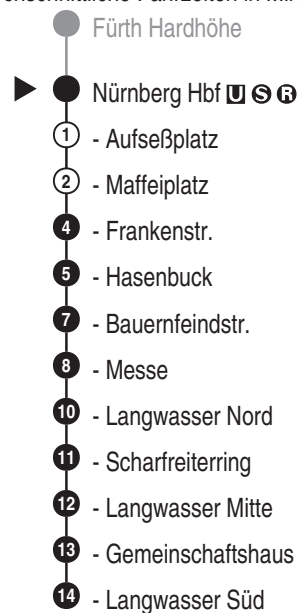 Fürth Hardhöhe
Nürnberg Hbf U S R
1 - Aufseßplatz
2 - Maffeiplatz
4 - Frankenstr.
5 - Hasenbuck
7 - Bauernfeindstr.
8 - Messe
10 - Langwasser Nord
11 - Scharfreiterring
12 - Langwasser Mitte
13 - Gemeinschaftshaus
14 - Langwasser Süd